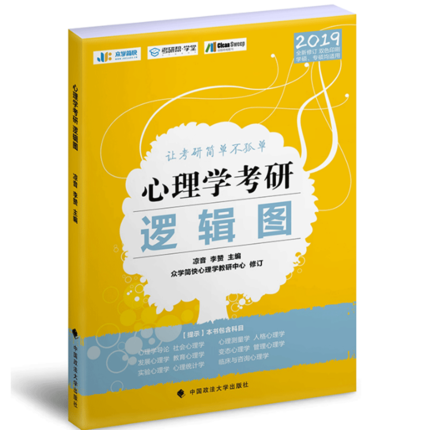 众学简快
考研帮·学堂
Clean Sweep
2019
让考研简单不孤单
心理学考研
逻辑图
凉音 李赞 主编
众学简快心理学教研中心 修订
【提示】本书包含科目
心理学导论 社会心理学 心理测量学 人格心理学
发展心理学 教育心理学 变态心理学 管理心理学
实验心理学 心理统计学 临床与咨询心理学
中国政法大学出版社
心理学考研 逻辑图
凉音 李赞 主编
中国政法大学出版社